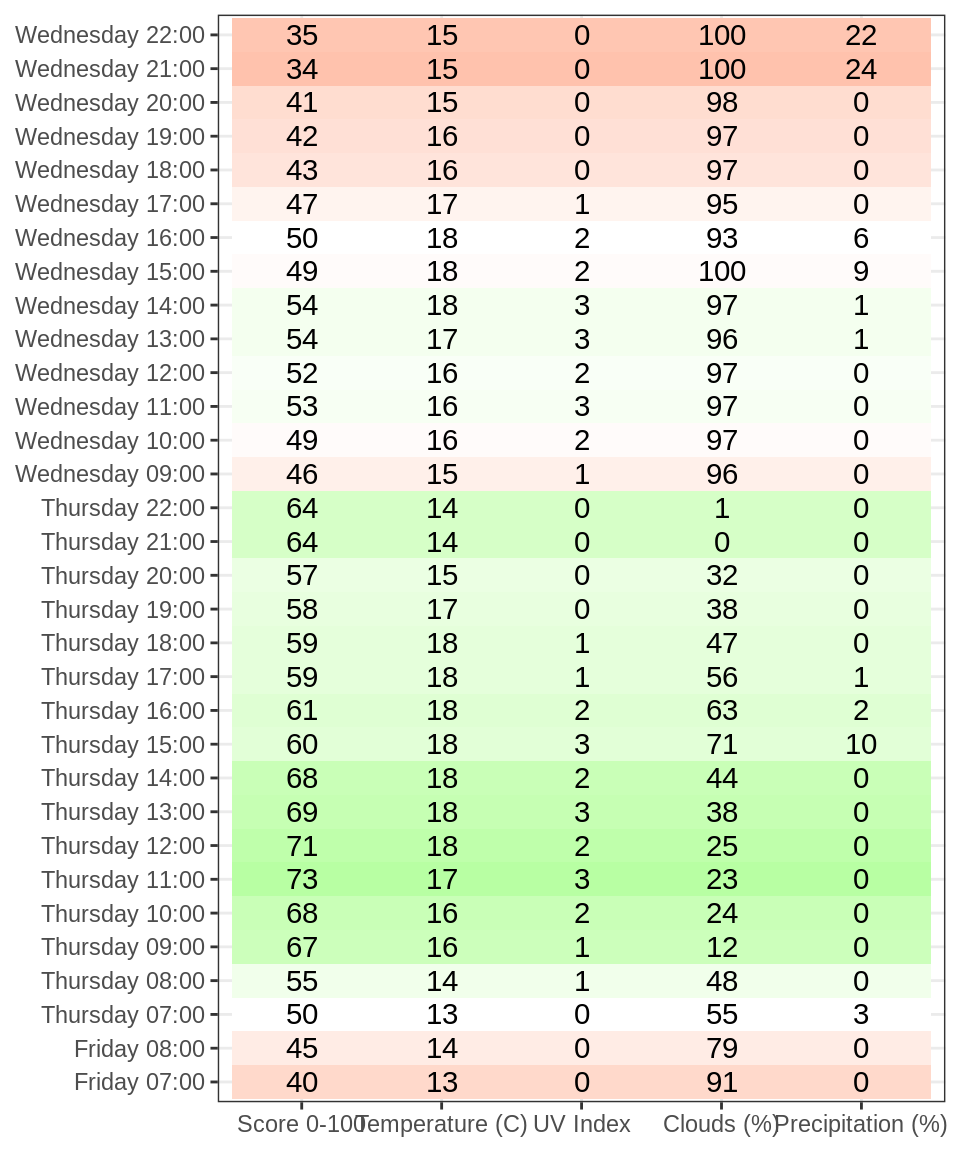 Wednesday 22:00 35 15 0 100 22
Wednesday 21:00 34 15 0 100 24
Wednesday 20:00 41 15 0 98 0
Wednesday 19:00 42 16 0 97 0
Wednesday 18:00 43 16 0 97 0
Wednesday 17:00 47 17 1 95 0
Wednesday 16:00 50 18 2 93 6
Wednesday 15:00 49 18 2 100 9
Wednesday 14:00 54 18 3 97 1
Wednesday 13:00 54 17 3 96 1
Wednesday 12:00 52 16 2 97 0
Wednesday 11:00 53 16 3 97 0
Wednesday 10:00 49 16 2 97 0
Wednesday 09:00 46 15 1 96 0
Thursday 22:00 64 14 0 1 0
Thursday 21:00 64 14 0 0 0
Thursday 20:00 57 15 0 32 0
Thursday 19:00 58 17 0 38 0
Thursday 18:00 59 18 1 47 0
Thursday 17:00 59 18 1 56 1
Thursday 16:00 61 18 2 63 2
Thursday 15:00 60 18 3 71 10
Thursday 14:00 68 18 2 44 0
Thursday 13:00 69 18 3 38 0
Thursday 12:00 71 18 2 25 0
Thursday 11:00 73 17 3 23 0
Thursday 10:00 68 16 2 24 0
Thursday 09:00 67 16 1 12 0
Thursday 08:00 55 14 1 48 0
Thursday 07:00 50 13 0 55 3
Friday 08:00 45 14 0 79 0
Friday 07:00 40 13 0 91 0
Score 0-100 Temperature (C) UV Index Clouds (%) Precipitation (%)